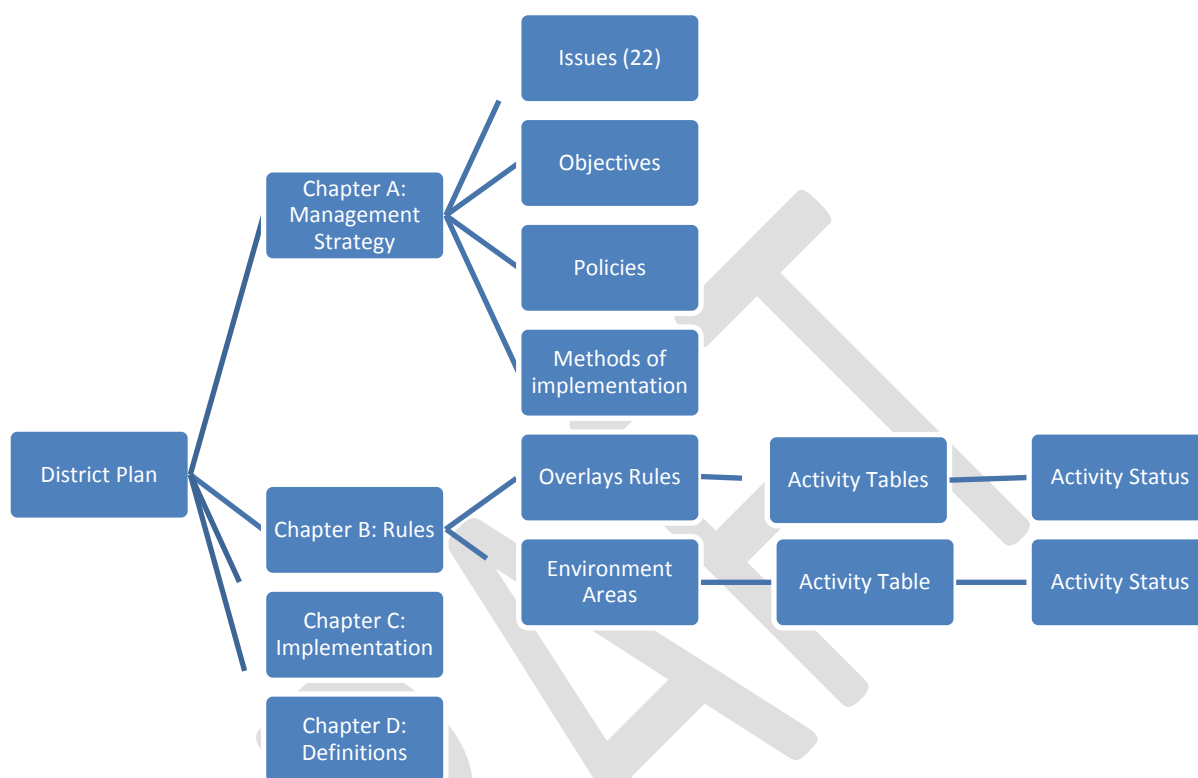 Issues (22)
Objectives
Chapter A:
Management
Strategy
Policies
Methods of
implementation
District Plan
Overlays Rules
Activity Tables
Activity Status
Chapter B: Rules
Environment
Areas
Activity Table
Activity Status
Chapter C:
Implementation
Chapter D:
Definitions
DRAFT